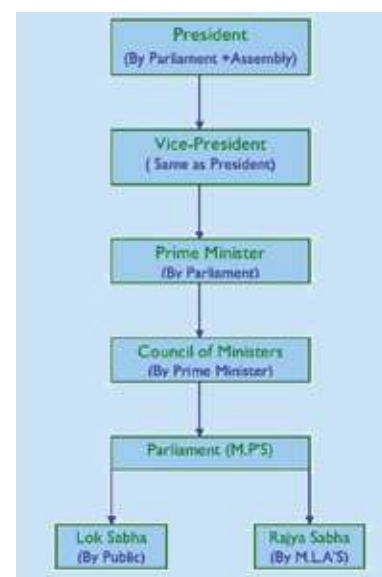 President
(By Parliament +Assembly)
Vice-President
( Same as President)
Prime Minister
(By Parliament)
Council of Ministers
(By Prime Minister)
Parliament (M.P'S)
Lok Sabha
(By Public)
Rajya Sabha
(By M.L.A'S)